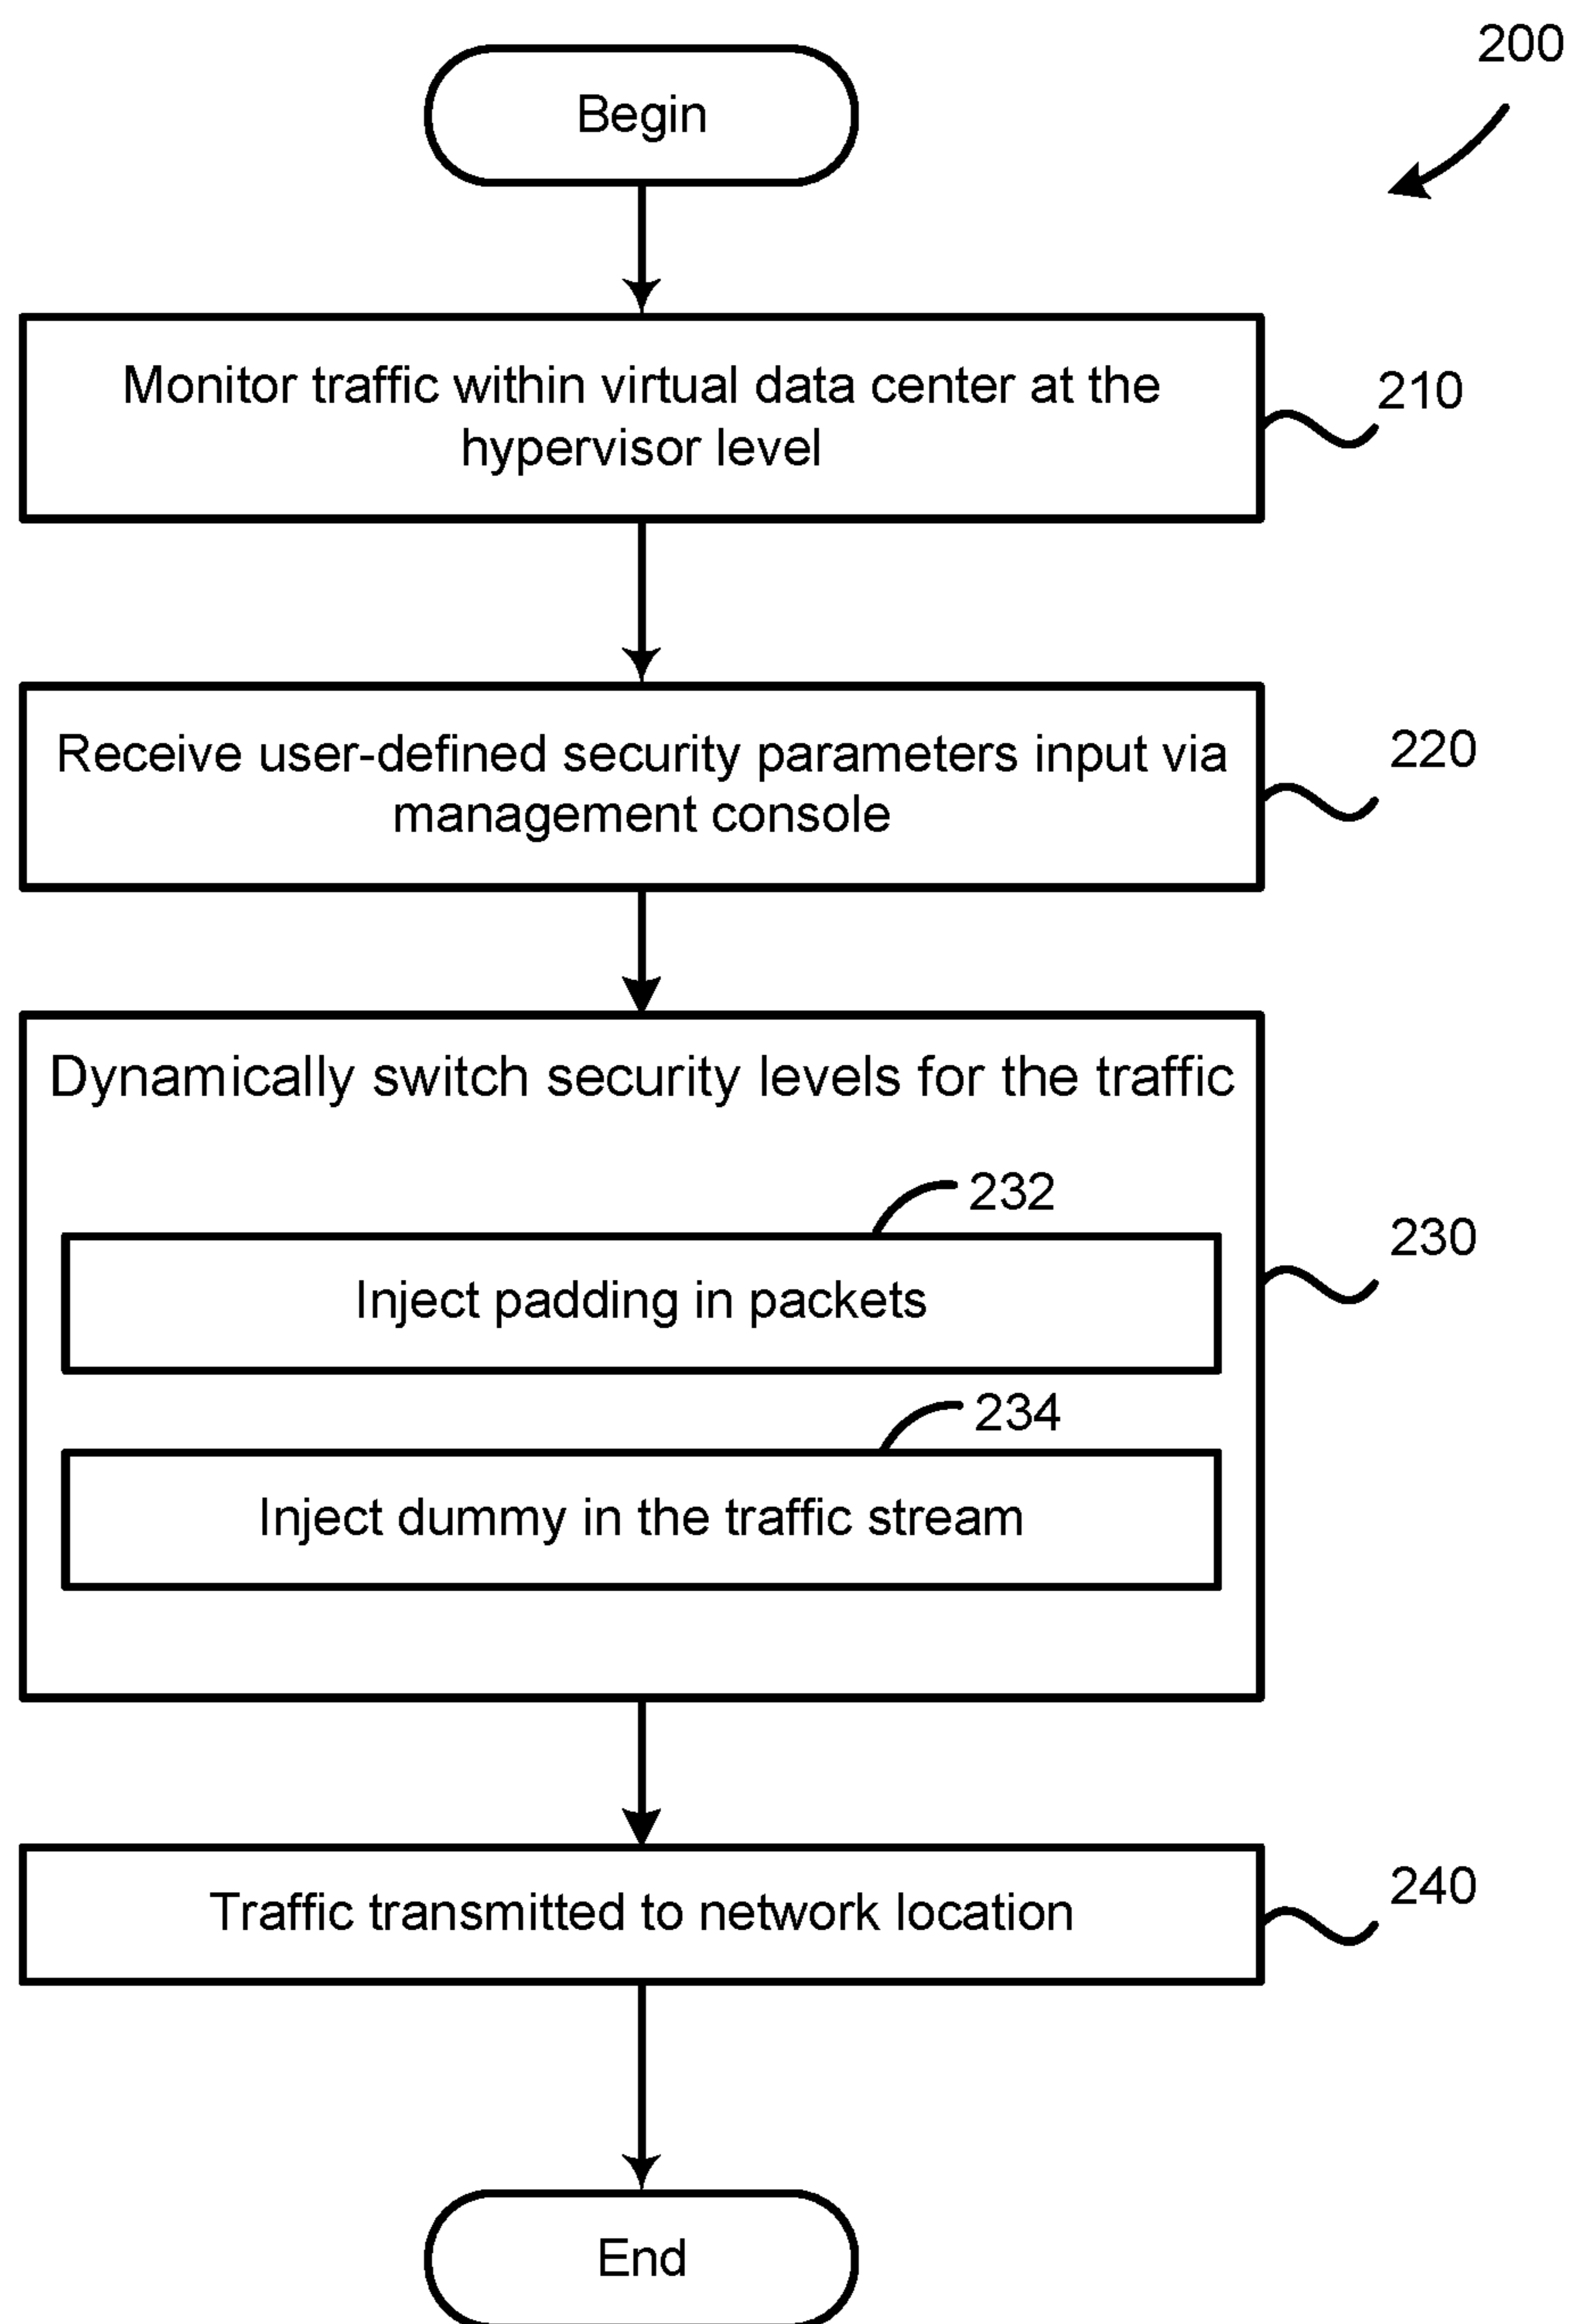 200
Begin
Monitor traffic within virtual data center at the
hypervisor level
210
Receive user-defined security parameters input via
management console
220
Dynamically switch security levels for the traffic
232
Inject padding in packets
230
234
Inject dummy in the traffic stream
Traffic transmitted to network location
240
End